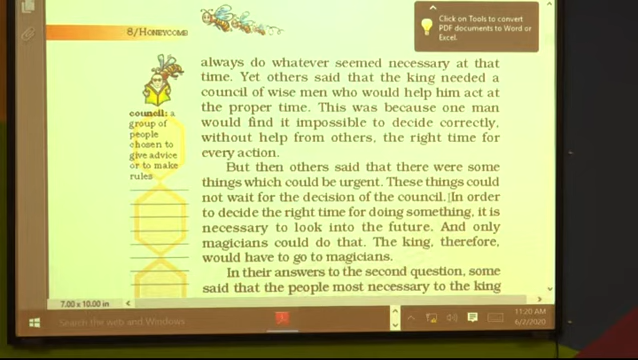 8/HONEYCOMB
Click on Tools to convert
PDF documents to Word or
Excel.
always do whatever seemed necessary at that
time. Yet others said that the king needed a
council of wise men who would help him act at
the proper time. This was because one man
would find it impossible to decide correctly,
without help from others, the right time for
every action.
council: a
group of
people
chosen to
give advice
or to make
rules
But then others said that there were some
things which could be urgent. These things could
not wait for the decision of the council. In order
to decide the right time for doing something, it is
necessary to look into the future. And only
magicians could do that. The king, therefore,
would have to go to magicians.
In their answers to the second question, some
said that the people most necessary to the king
7.00 x 10.00 in
Search the web and Windows
11:20 AM
6/2/2020